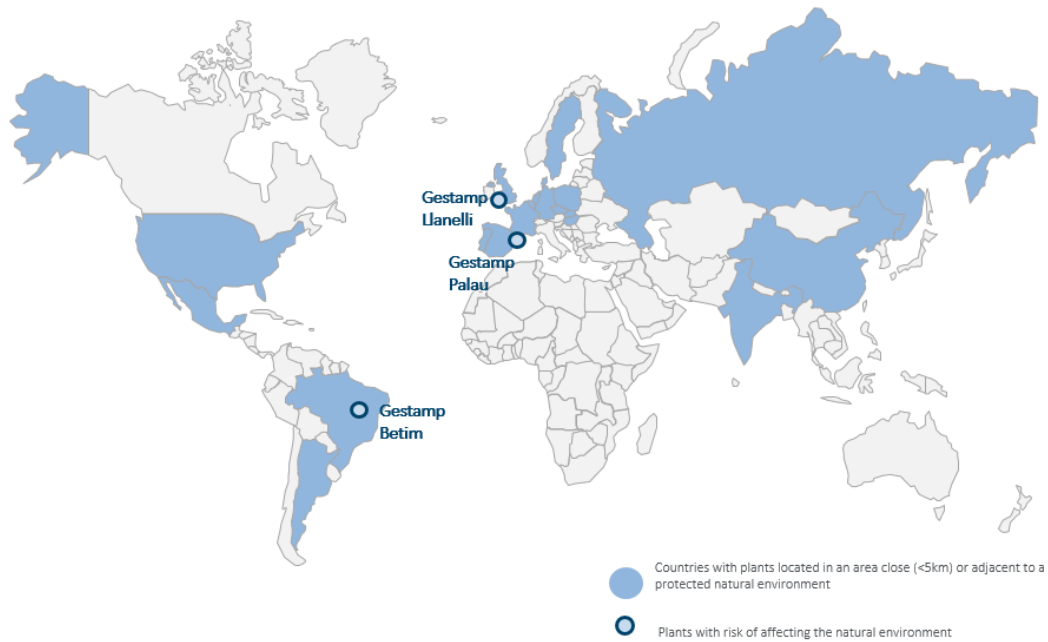 Gestamp
Llanelli
Gestamp
Palau
Gestamp
Betim
Countries with plants located in an area close (<5km) or adjacent to a
protected natural environment
Plants with risk of affecting the natural environment